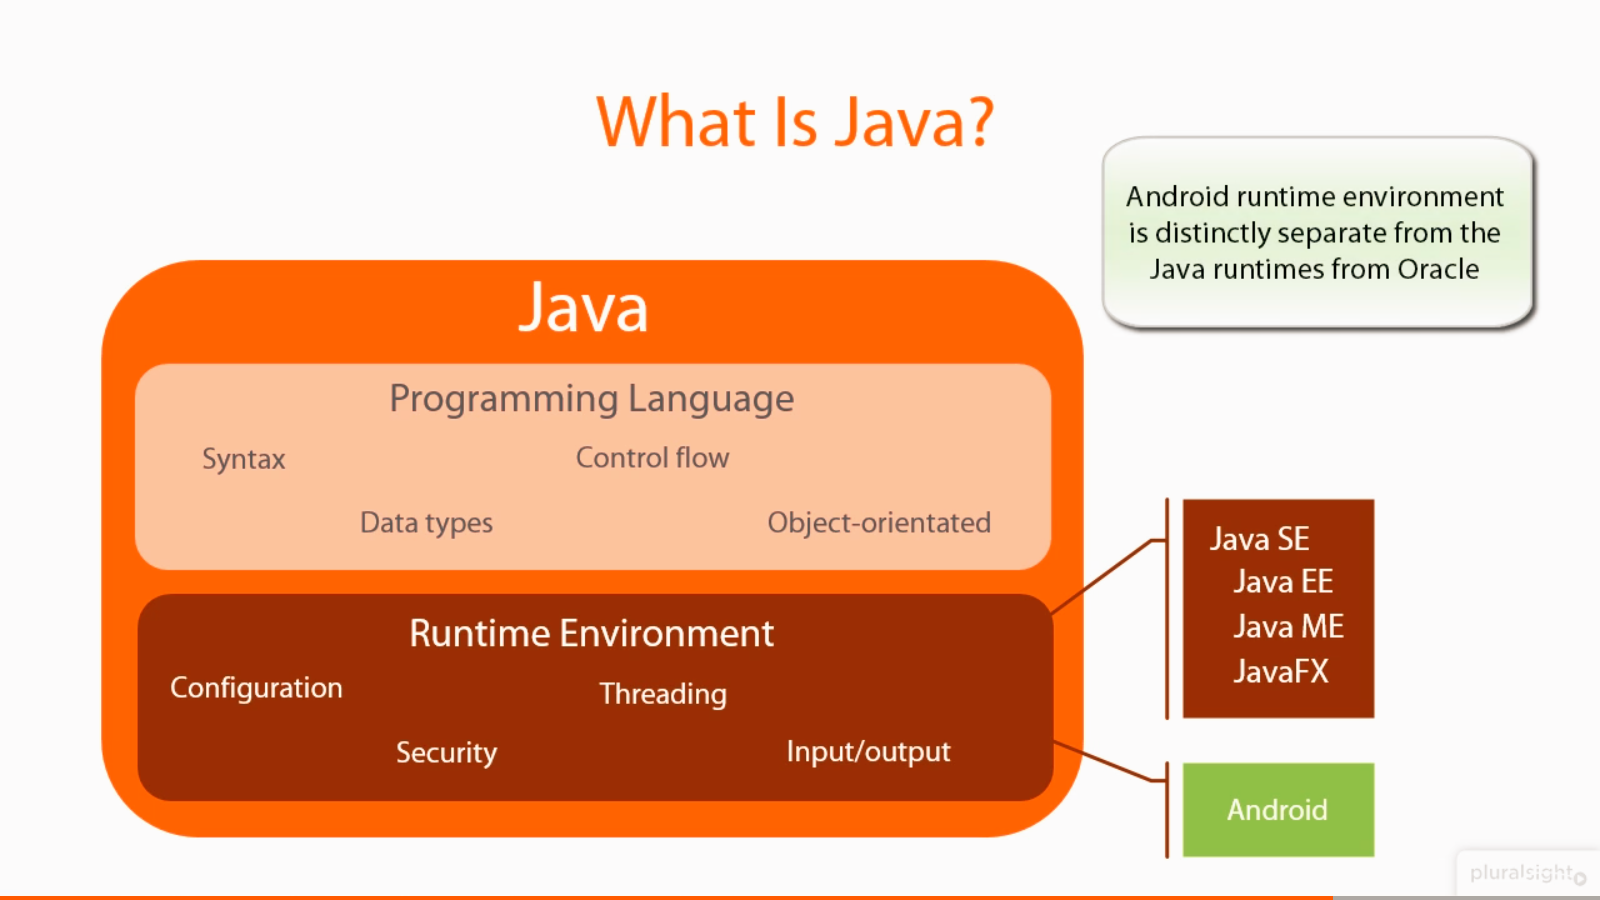 What Is Java?
Android runtime environment
is distinctly separate from the
Java runtimes from Oracle
Java
Programming Language
Syntax
Control flow
Data types
Object-orientated
Runtime Environment
Configuration
Threading
Security
Input/output
Java SE
Java EE
Java ME
JavaFX
Android
pluralsight